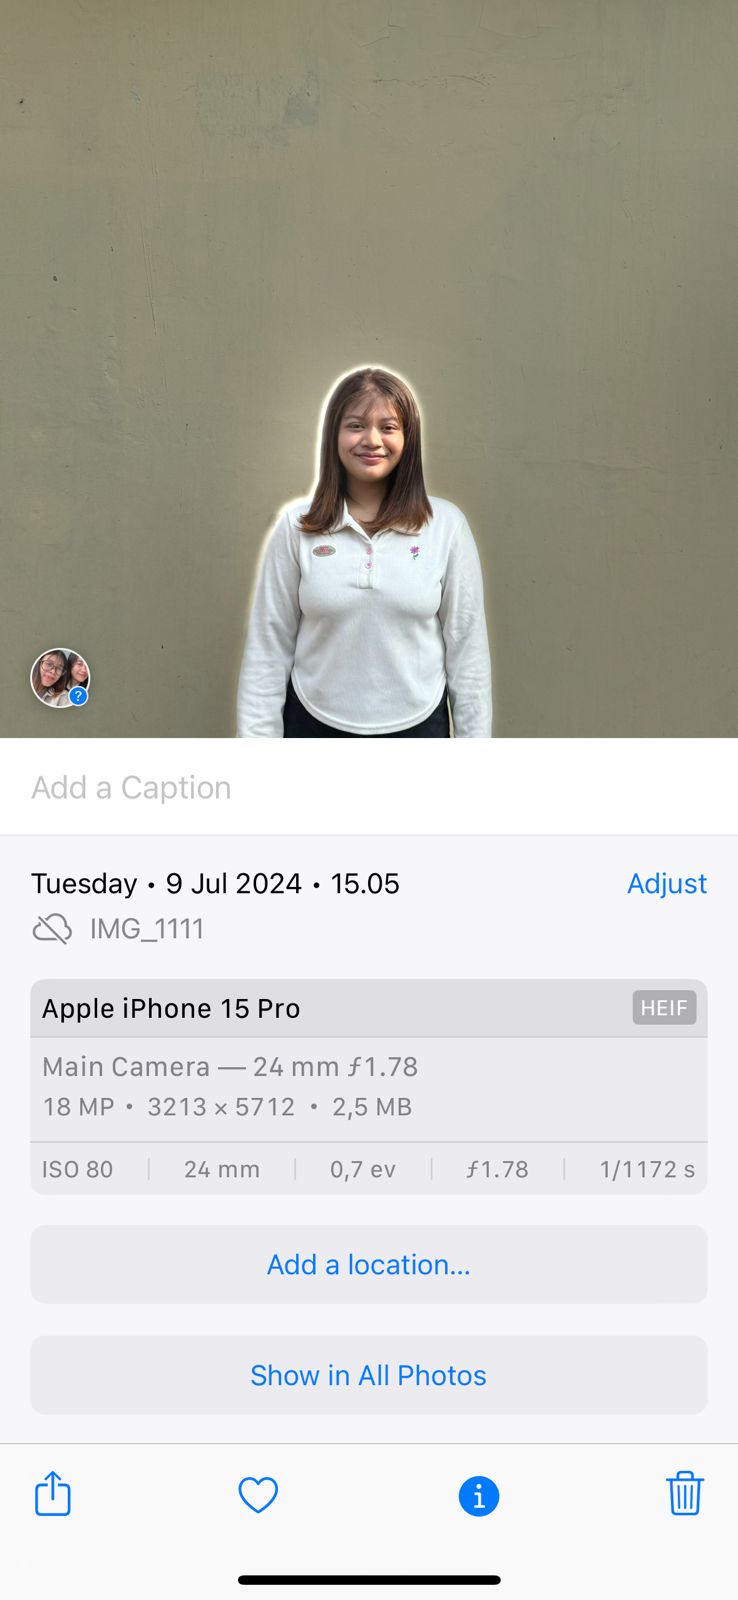 ?
Add a Caption
Tuesday • 9 Jul 2024 • 15.05
Adjust
IMG_1111
Apple iPhone 15 Pro
HEIF
Main Camera — 24 mm ƒ1.78
18 MP • 3213 × 5712 • 2,5 MB
ISO 80 | 24 mm | 0,7 ev | ƒ1.78 | 1/1172 s
Add a location...
Show in All Photos